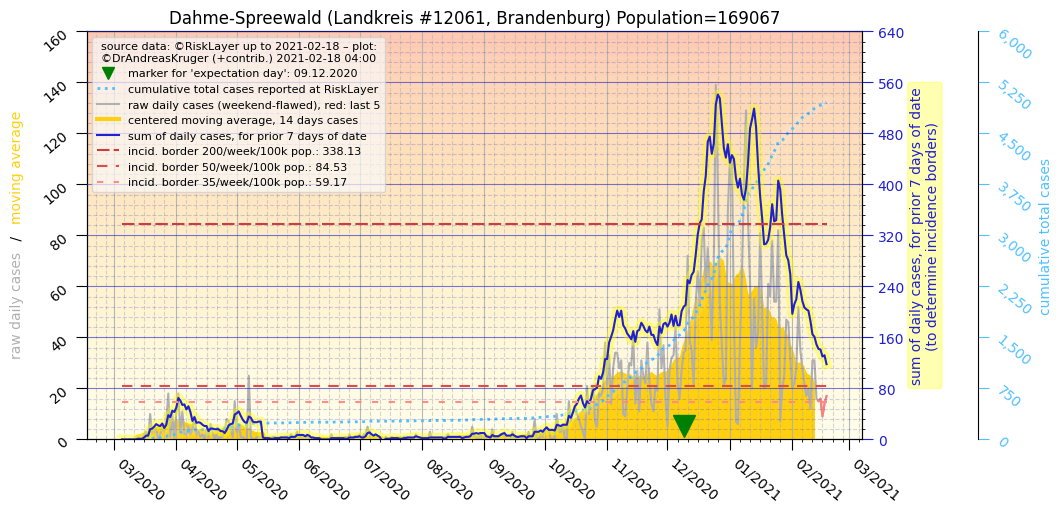 Dahme-Spreewald (Landkreis #12061, Brandenburg) Population=169067
source data: ©RiskLayer up to 2021-02-18 – plot:
©DrAndreasKruger (+contrib.) 2021-02-18 04:00
marker for 'expectation day': 09.12.2020
cumulative total cases reported at RiskLayer
raw daily cases (weekend-flawed), red: last 5
centered moving average, 14 days cases
sum of daily cases, for prior 7 days of date
incid. border 200/week/100k pop.: 338.13
incid. border 50/week/100k pop.: 84.53
incid. border 35/week/100k pop.: 59.17
raw daily cases / moving average
160
140
120
100
80
60
40
20
0
03/2020
04/2020
05/2020
06/2020
07/2020
08/2020
09/2020
10/2020
11/2020
12/2020
01/2021
02/2021
03/2021
640
560
480
400
320
240
160
80
0
sum of daily cases, for prior 7 days of date
(to determine incidence borders)
6,000
5,250
4,500
3,750
3,000
2,250
1,500
750
0
cumulative total cases